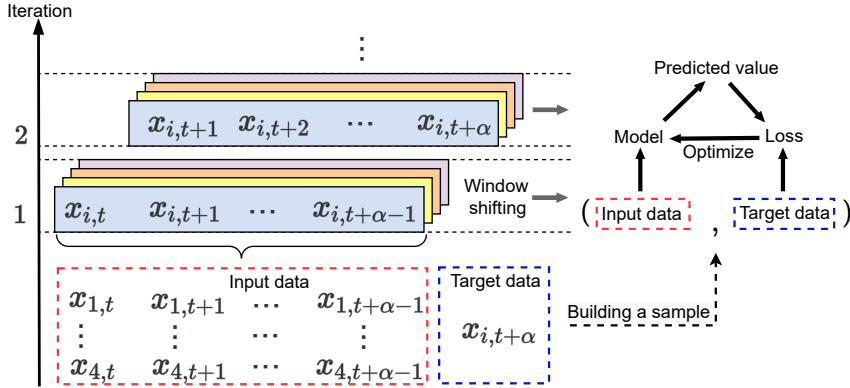 Iteration
⋮
Predicted value
2
x_{i,t+1} x_{i,t+2} ⋯ x_{i,t+α}
Model Loss
Optimize
1
x_{i,t} x_{i,t+1} ⋯ x_{i,t+α−1}
Window
shifting
( Input data , Target data )
Input data
x_{1,t} x_{1,t+1} ⋯ x_{1,t+α−1}
⋮ ⋮ ⋯ ⋮
x_{4,t} x_{4,t+1} ⋯ x_{4,t+α−1}
Target data
x_{i,t+α}
Building a sample